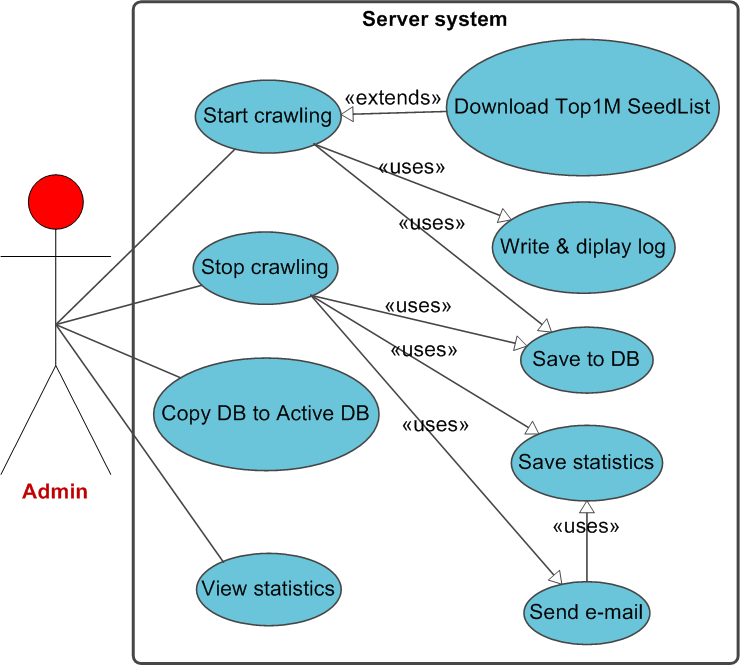 Server system
Start crawling
«extends»
Download Top1M SeedList
«uses»
«uses»
Write & diplay log
Stop crawling
«uses»
Save to DB
«uses»
Copy DB to Active DB
«uses»
Save statistics
Admin
«uses»
View statistics
Send e-mail